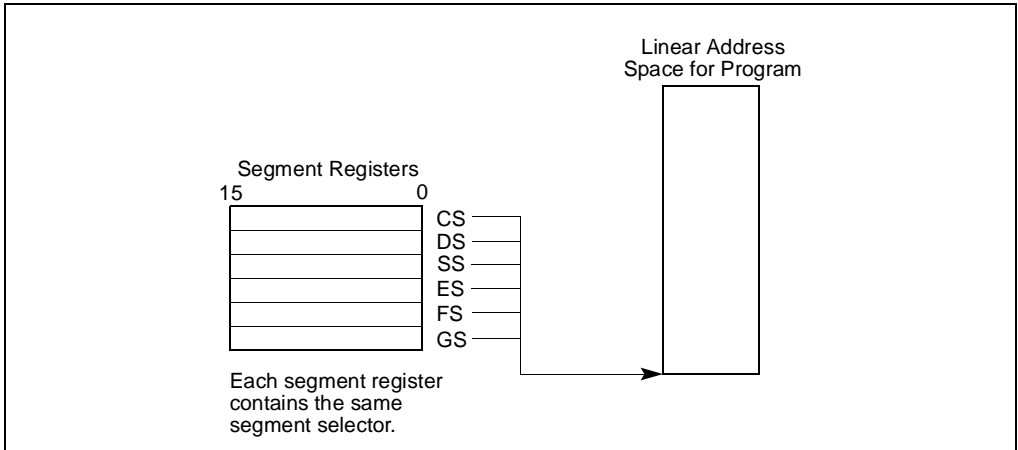 Linear Address
Space for Program
Segment Registers
15 0
CS
DS
SS
ES
FS
GS
Each segment register
contains the same
segment selector.